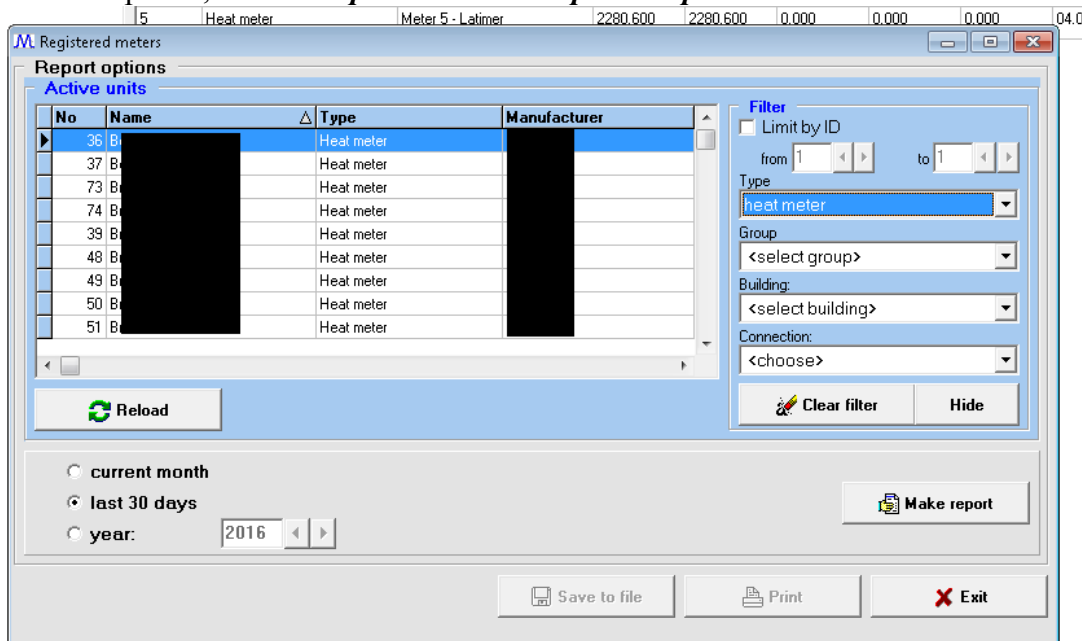 5 Heat meter Meter 5 - Latimer 2280.600 2280.600 0.000 0.000 0.000
Registered meters
Report options
Active units
No Name Type Manufacturer
36 Heat meter
37 Heat meter
73 Heat meter
74 Heat meter
39 Heat meter
48 Heat meter
49 Heat meter
50 Heat meter
51 Heat meter
Reload
Filter
Limit by ID
from 1 to 1
Type
heat meter
Group
<select group>
Building:
<select building>
Connection:
<choose>
Clear filter Hide
current month
last 30 days
year: 2016
Make report
Save to file Print Exit